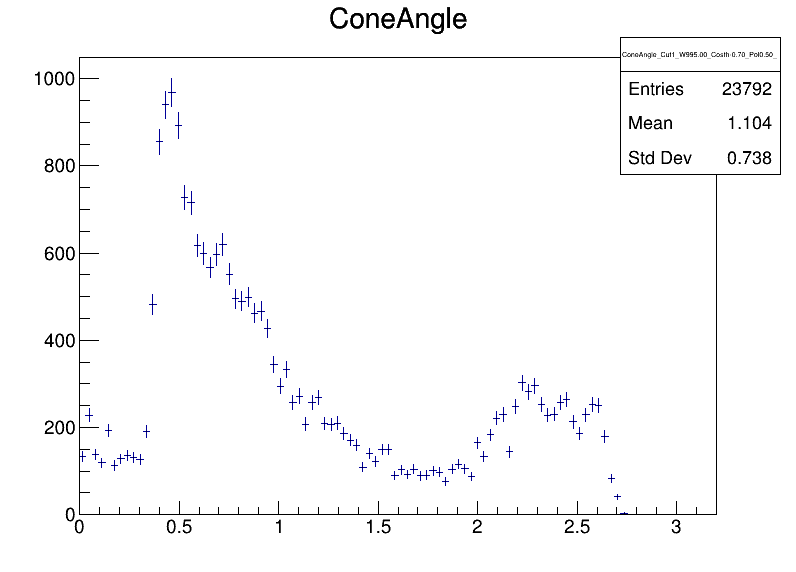 ConeAngle
ConeAngle_Cut1_W995.00_Costh-0.70_Pol0.50_
Entries 23792
Mean 1.104
Std Dev 0.738
1000
800
600
400
200
0
0 0.5 1 1.5 2 2.5 3